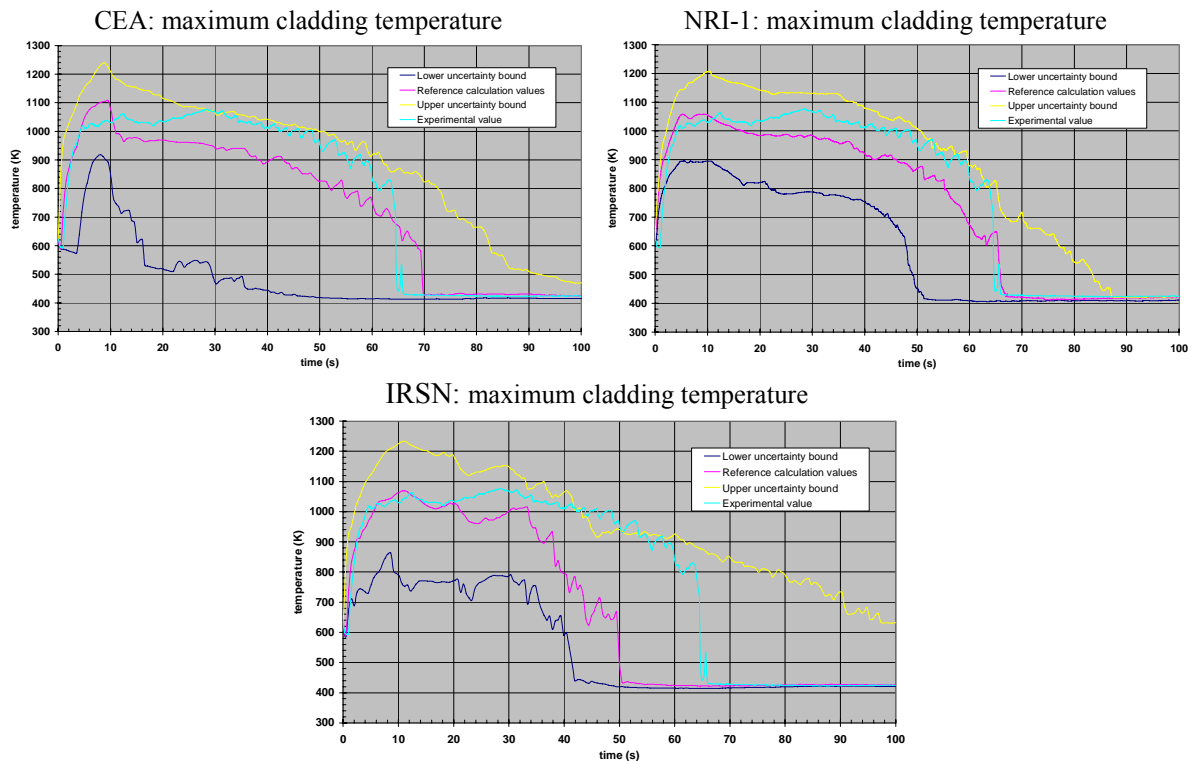 CEA: maximum cladding temperature
1300
1200
1100
1000
900
800
700
600
500
400
300
temperature (K)
Lower uncertainty bound
Reference calculation values
Upper uncertainty bound
Experimental value
0 10 20 30 40 50 60 70 80 90 100
time (s)
NRI-1: maximum cladding temperature
1300
1200
1100
1000
900
800
700
600
500
400
300
temperature (K)
Lower uncertainty bound
Reference calculation values
Upper uncertainty bound
Experimental value
0 10 20 30 40 50 60 70 80 90 100
time (s)
IRSN: maximum cladding temperature
1300
1200
1100
1000
900
800
700
600
500
400
300
temperature (K)
Lower uncertainty bound
Reference calculation values
Upper uncertainty bound
Experimental value
0 10 20 30 40 50 60 70 80 90 100
time (s)